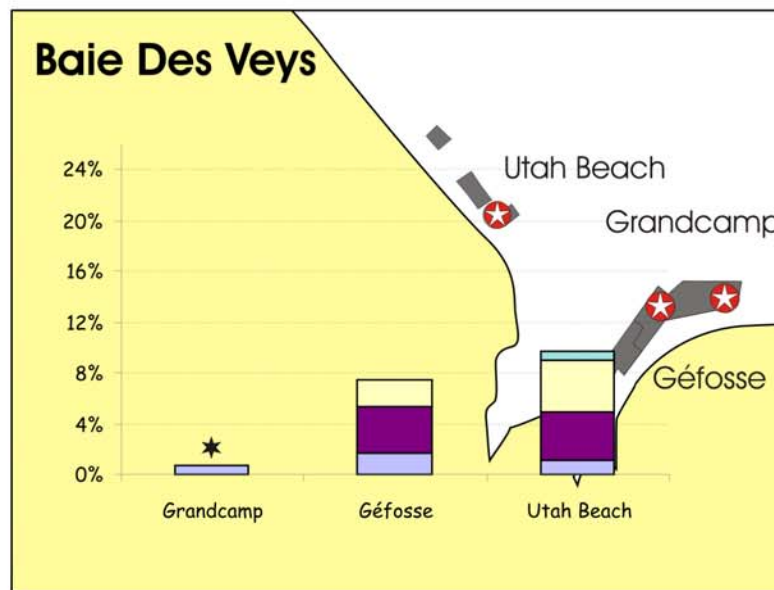 Baie Des Veys
Utah Beach
Grandcamp
Géfosse
24%
20%
16%
12%
8%
4%
0%
Grandcamp
Géfosse
Utah Beach